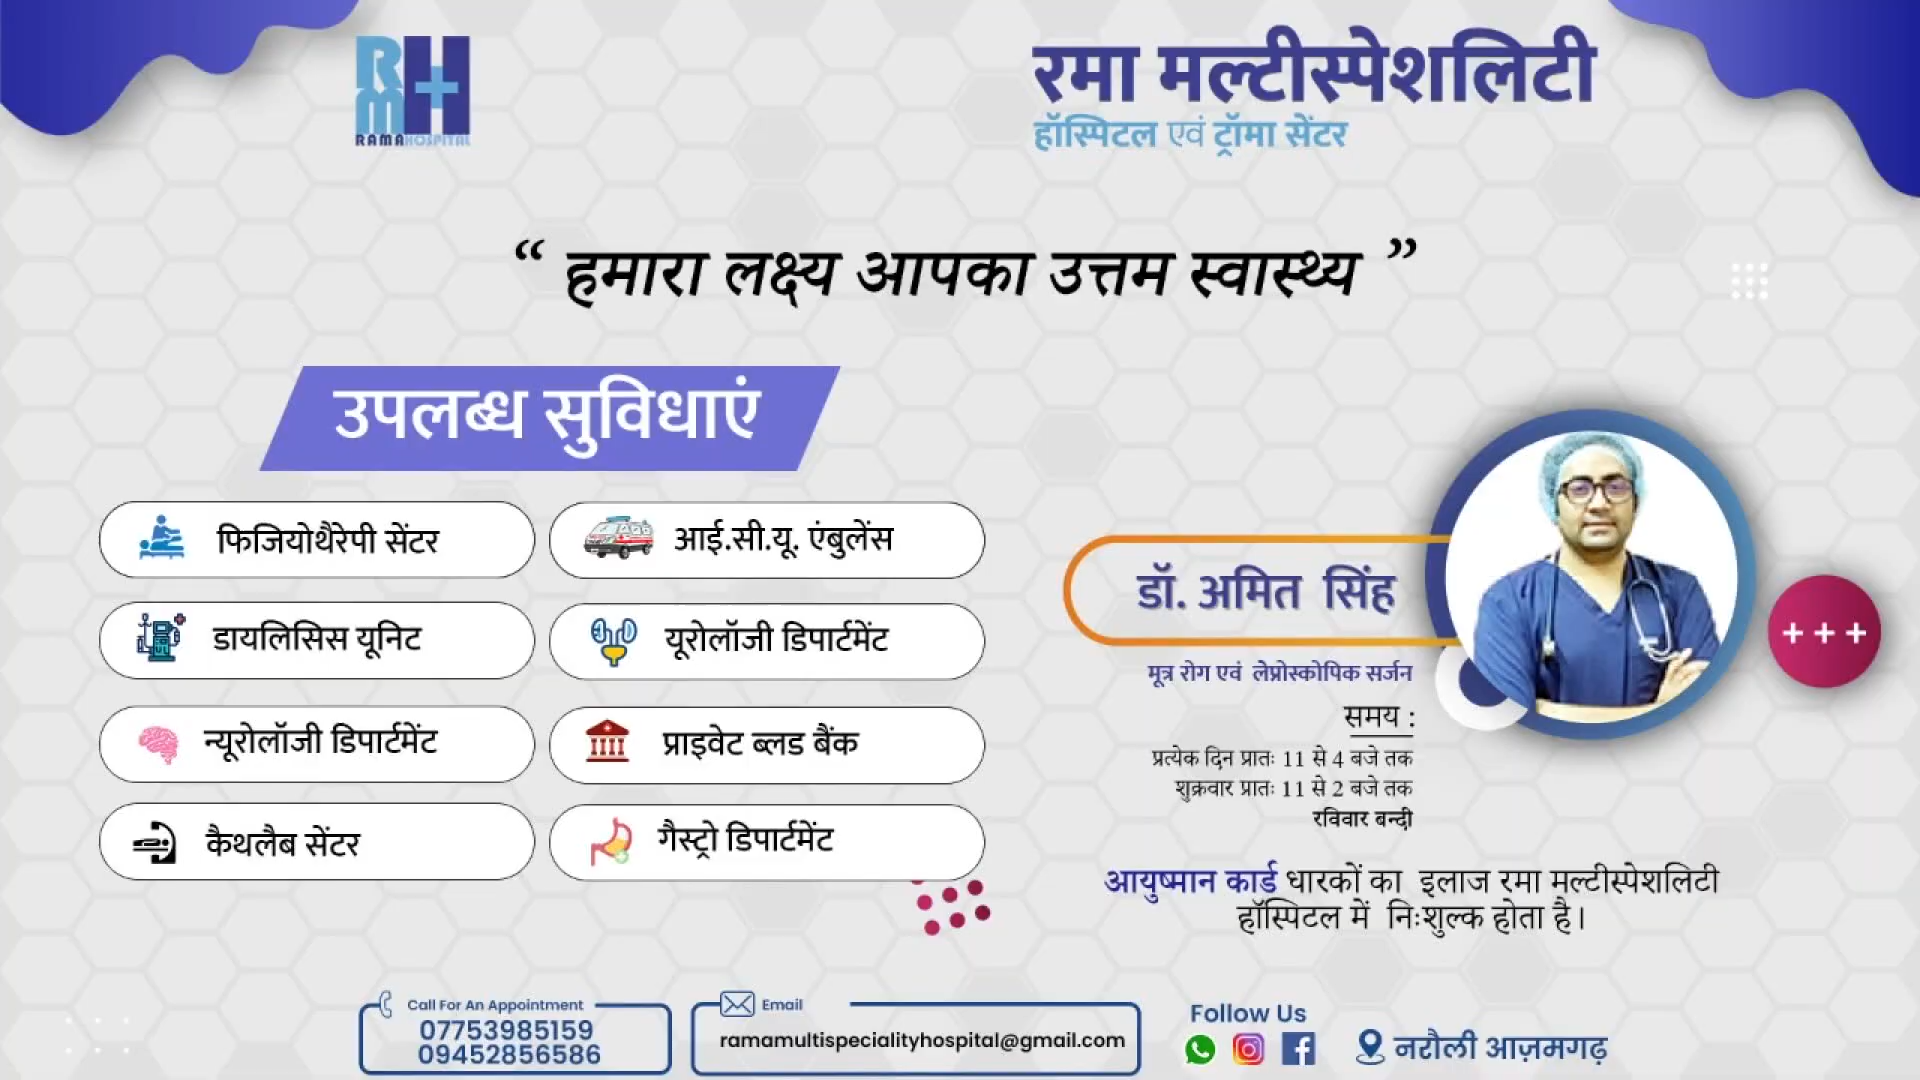 RAMA HOSPITAL
रमा मल्टीस्पेशलिटी
हॉस्पिटल एवं ट्रॉमा सेंटर
“ हमारा लक्ष्य आपका उत्तम स्वास्थ्य ”
उपलब्ध सुविधाएं
फिजियोथैरेपी सेंटर
आई.सी.यू. एंबुलेंस
डायलिसिस यूनिट
यूरोलॉजी डिपार्टमेंट
न्यूरोलॉजी डिपार्टमेंट
प्राइवेट ब्लड बैंक
कैथलैब सेंटर
गैस्ट्रो डिपार्टमेंट
डॉ. अमित सिंह
मूत्र रोग एवं लेप्रोस्कोपिक सर्जन
समय :
प्रत्येक दिन प्रातः 11 से 4 बजे तक
शुक्रवार प्रातः 11 से 2 बजे तक
रविवार बन्दी
आयुष्मान कार्ड धारकों का इलाज रमा मल्टीस्पेशलिटी
हॉस्पिटल में निःशुल्क होता है।
Call For An Appointment
07753985159
09452856586
Email
ramamultispecialityhospital@gmail.com
Follow Us
नरौली आज़मगढ़